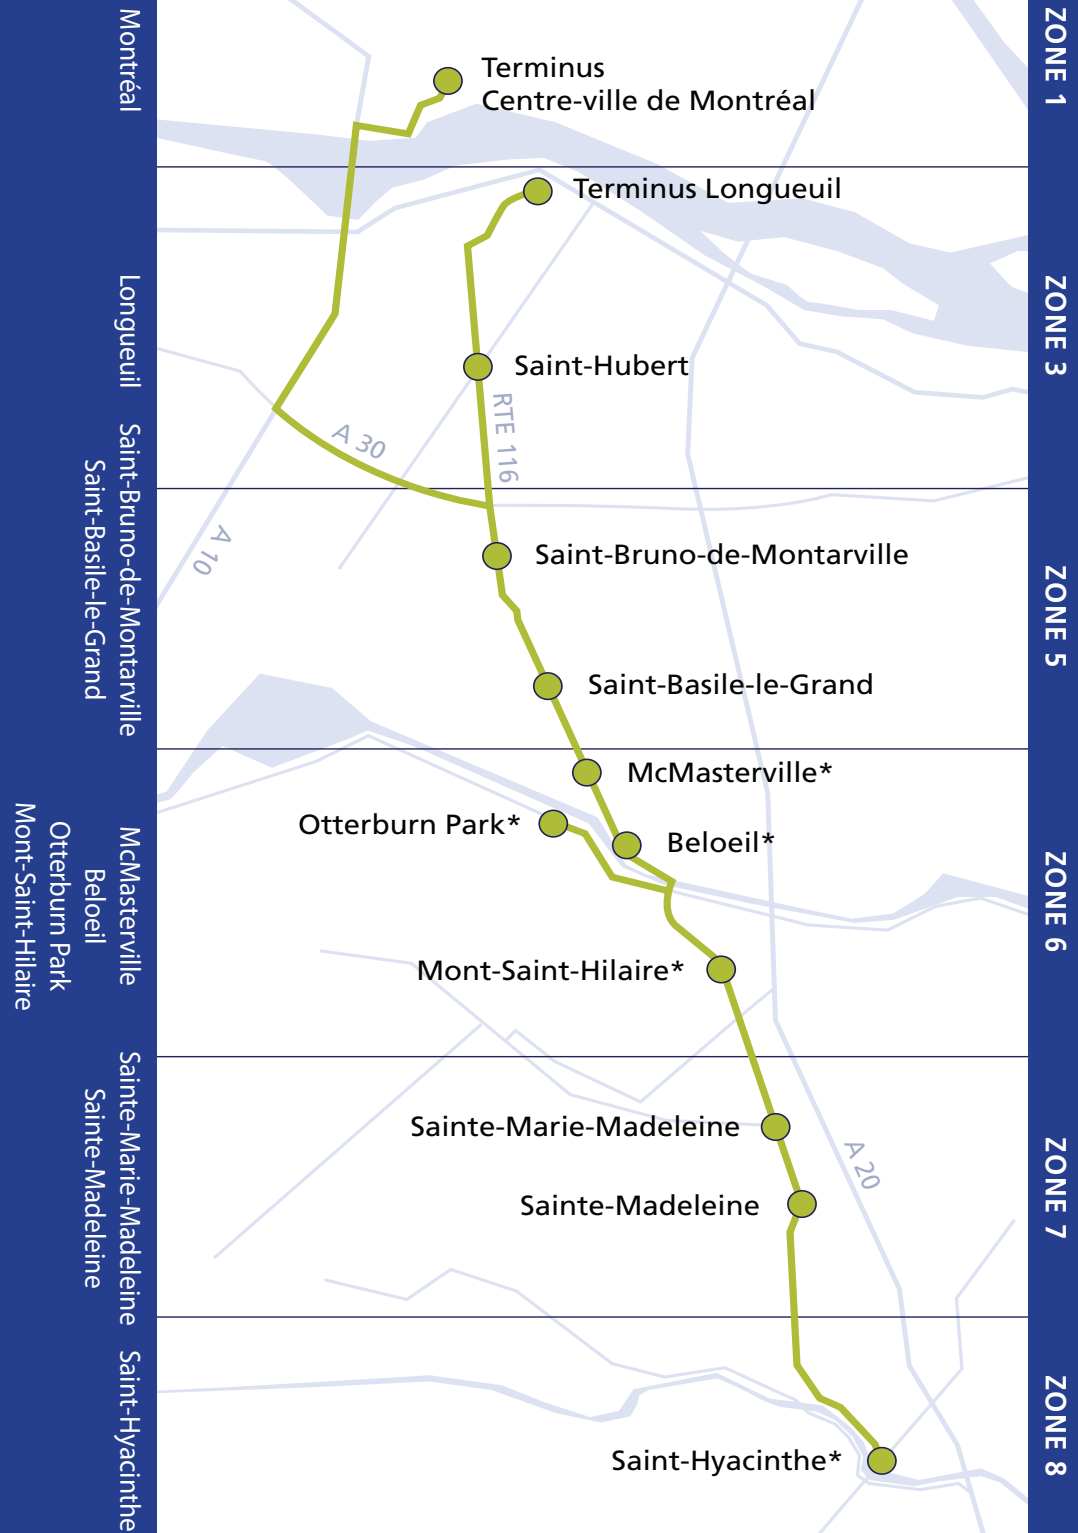 Montréal
ZONE 1
Terminus
Centre-ville de Montréal
Terminus Longueuil
Longueuil
ZONE 3
Saint-Hubert
RTE 116
A 30
Saint-Bruno-de-Montarville
Saint-Basile-le-Grand
ZONE 5
A 10
Saint-Bruno-de-Montarville
Saint-Basile-le-Grand
McMasterville
Beloeil
Otterburn Park
Mont-Saint-Hilaire
ZONE 6
McMasterville*
Otterburn Park*
Beloeil*
Mont-Saint-Hilaire*
Sainte-Marie-Madeleine
Sainte-Madeleine
ZONE 7
Sainte-Marie-Madeleine
A 20
Sainte-Madeleine
Saint-Hyacinthe
ZONE 8
Saint-Hyacinthe*